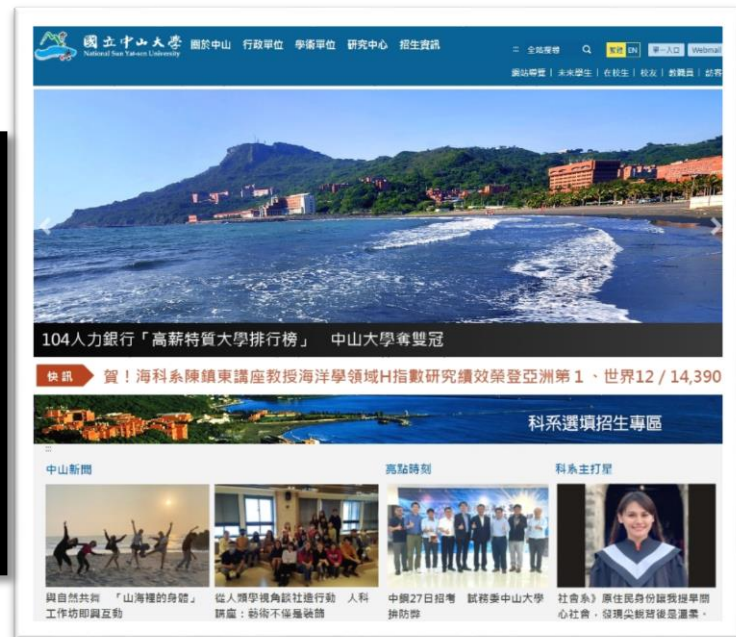 國立中山大學
National Sun Yat-sen University
關於中山 行政單位 學術單位 研究中心 招生資訊
全站搜尋
繁體 EN 單一入口 Webmail
網站導覽 | 未來學生 | 在校生 | 校友 | 教職員 | 訪客
104人力銀行「高薪特質大學排行榜」 中山大學奪雙冠
快訊 賀！海科系陳鎮東講座教授海洋學領域H指數研究績效榮登亞洲第1、世界12 / 14,390
科系選填招生專區
中山新聞
亮點時刻
科系主打星
與自然共舞 「山海裡的身體」
工作坊即興互動
從人類學視角談社造行動 人科
講座：藝術不僅是裝飾
中鋼27日招考 試務委中山大學
拚防弊
社會系》原住民身份讓我提早關
心社會，發現尖銳背後是溫柔。